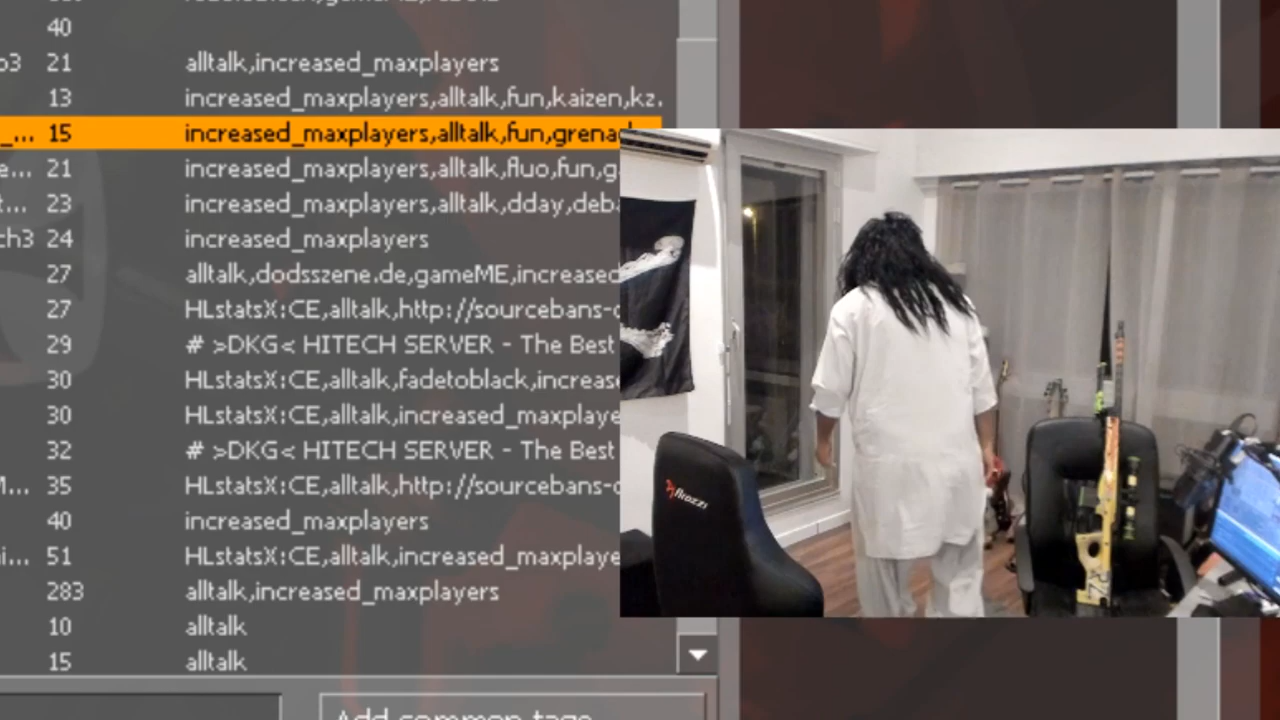 40
o3 21 alltalk,increased_maxplayers
13 increased_maxplayers,alltalk,fun,kaizen,kz.
_... 15 increased_maxplayers,alltalk,fun,grenad
e... 21 increased_maxplayers,alltalk,fluo,fun,g
t... 23 increased_maxplayers,alltalk,dday,deb
ch3 24 increased_maxplayers
27 alltalk,dodsszene.de,gameME,increased
27 HLstatsX:CE,alltalk,http://sourcebans-
29 # >DKG< HITECH SERVER - The Best
30 HLstatsX:CE,alltalk,fadetoblack,increas
30 HLstatsX:CE,alltalk,increased_maxplaye
32 # >DKG< HITECH SERVER - The Best
... 35 HLstatsX:CE,alltalk,http://sourcebans-
40 increased_maxplayers
i... 51 HLstatsX:CE,alltalk,increased_maxplaye
283 alltalk,increased_maxplayers
10 alltalk
15 alltalk
Add common tags
Arozzi